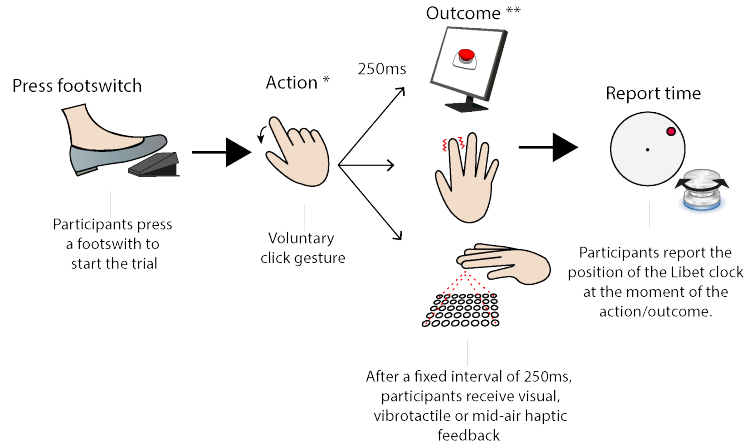 Press footswitch
Participants press
a footswith to
start the trial
Action *
Voluntary
click gesture
250ms
Outcome **
After a fixed interval of 250ms,
participants receive visual,
vibrotactile or mid-air haptic
feedback
Report time
Participants report the
position of the Libet clock
at the moment of the
action/outcome.